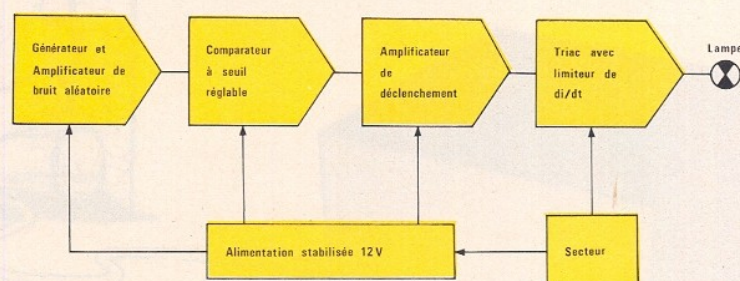 Générateur et
Amplificateur de
bruit aléatoire
Comparateur
à seuil
réglable
Amplificateur
de
déclenchement
Triac avec
limiteur de
di/dt
Lampe
Alimentation stabilisée 12 V
Secteur